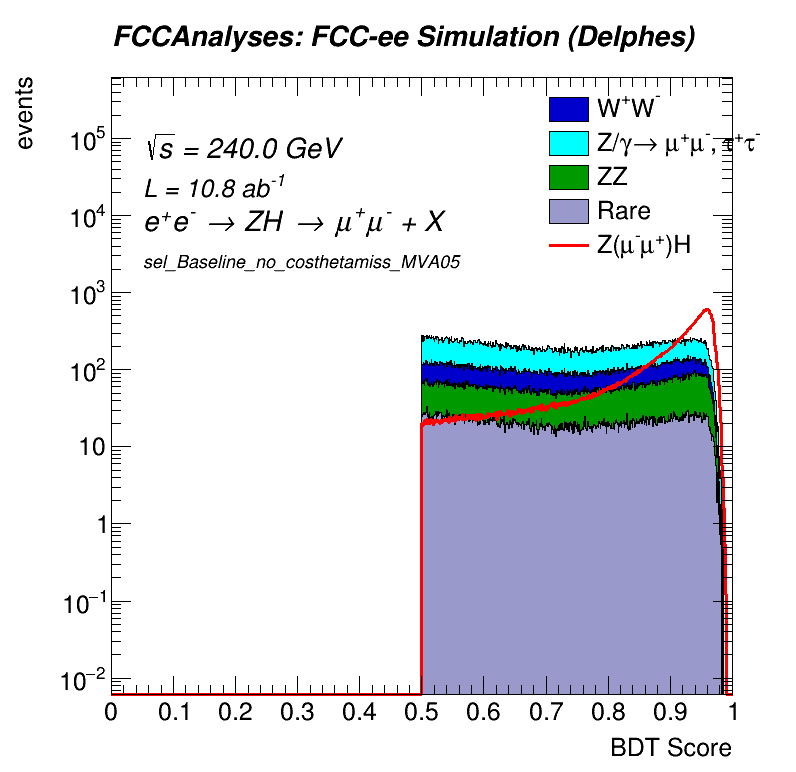 FCCAnalyses: FCC-ee Simulation (Delphes)
events
√s = 240.0 GeV
L = 10.8 ab⁻¹
e⁺e⁻ → ZH → μ⁺μ⁻ + X
sel_Baseline_no_costhetamiss_MVA05
W⁺W⁻
Z/γ→ μ⁺μ⁻, τ⁺τ⁻
ZZ
Rare
Z(μ⁻μ⁺)H
10⁵
10⁴
10³
10²
10
1
10⁻¹
10⁻²
0 0.1 0.2 0.3 0.4 0.5 0.6 0.7 0.8 0.9 1
BDT Score